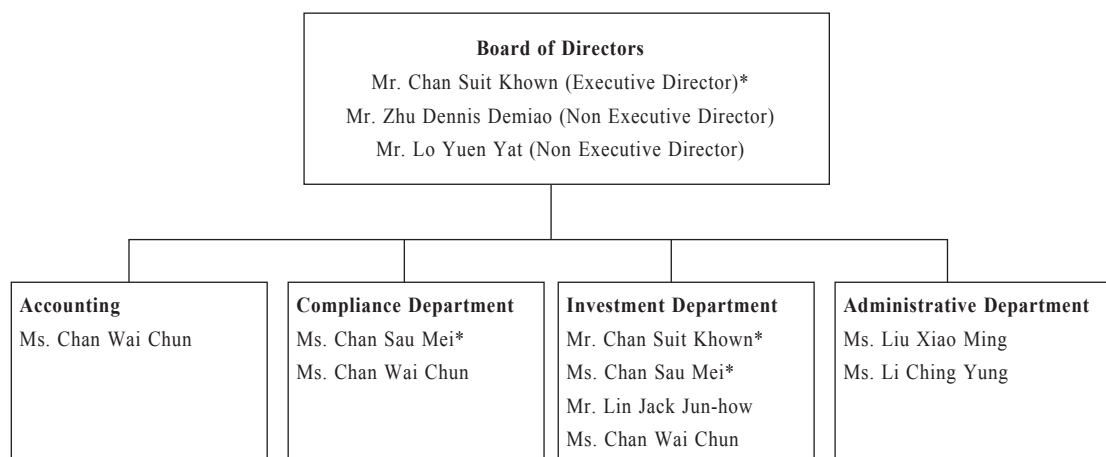 Board of Directors
Mr. Chan Suit Khown (Executive Director)*
Mr. Zhu Dennis Demiao (Non Executive Director)
Mr. Lo Yuen Yat (Non Executive Director)
Accounting
Ms. Chan Wai Chun
Compliance Department
Ms. Chan Sau Mei*
Ms. Chan Wai Chun
Investment Department
Mr. Chan Suit Khown*
Ms. Chan Sau Mei*
Mr. Lin Jack Jun-how
Ms. Chan Wai Chun
Administrative Department
Ms. Liu Xiao Ming
Ms. Li Ching Yung